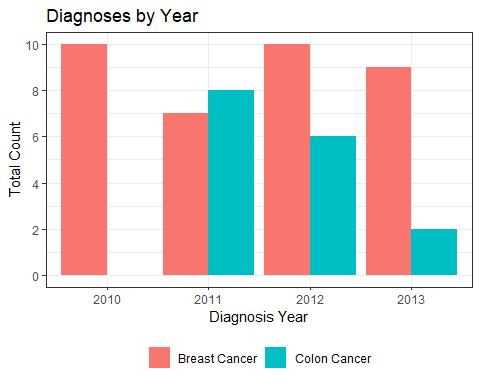 Diagnoses by Year
Total Count
10
8
6
4
2
0
2010 2011 2012 2013
Diagnosis Year
Breast Cancer Colon Cancer